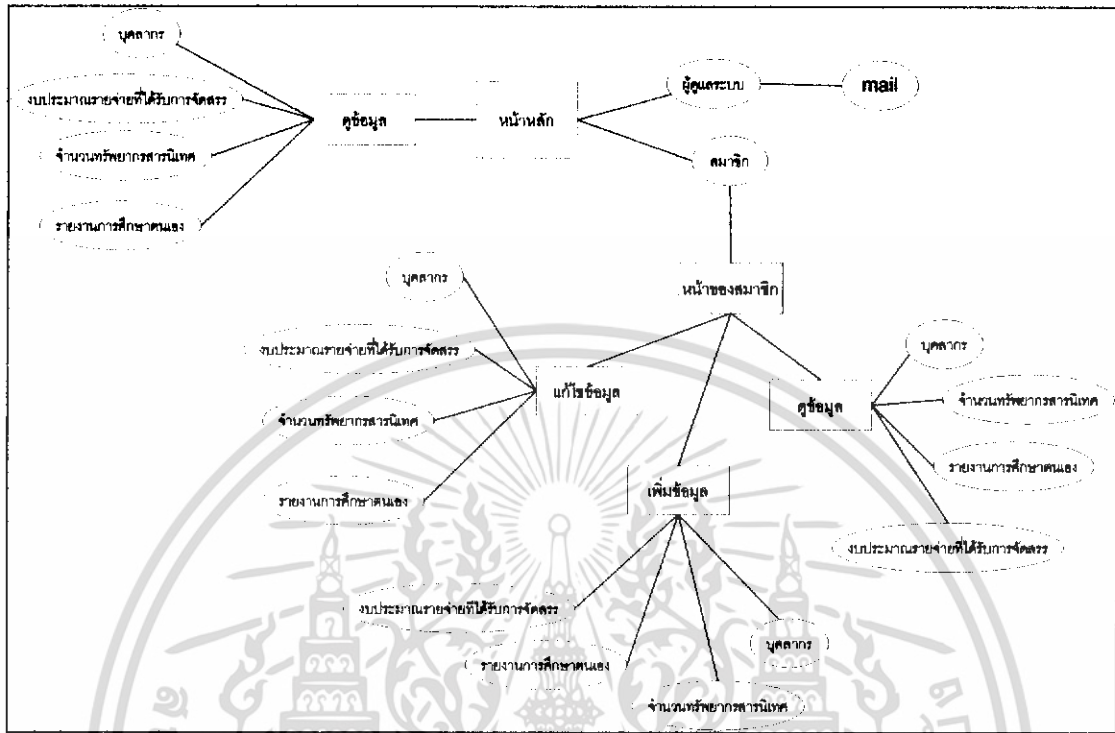 บุคลากร
งบประมาณรายจ่ายที่ได้รับการจัดสรร
จำนวนทรัพยากรสารนิเทศ
รายงานการศึกษาตนเอง
ดูข้อมูล
หน้าหลัก
ผู้ดูแลระบบ
mail
สมาชิก
หน้าของสมาชิก
บุคลากร
งบประมาณรายจ่ายที่ได้รับการจัดสรร
จำนวนทรัพยากรสารนิเทศ
รายงานการศึกษาตนเอง
แก้ไขข้อมูล
ดูข้อมูล
บุคลากร
จำนวนทรัพยากรสารนิเทศ
รายงานการศึกษาตนเอง
งบประมาณรายจ่ายที่ได้รับการจัดสรร
เพิ่มข้อมูล
งบประมาณรายจ่ายที่ได้รับการจัดสรร
รายงานการศึกษาตนเอง
จำนวนทรัพยากรสารนิเทศ
บุคลากร